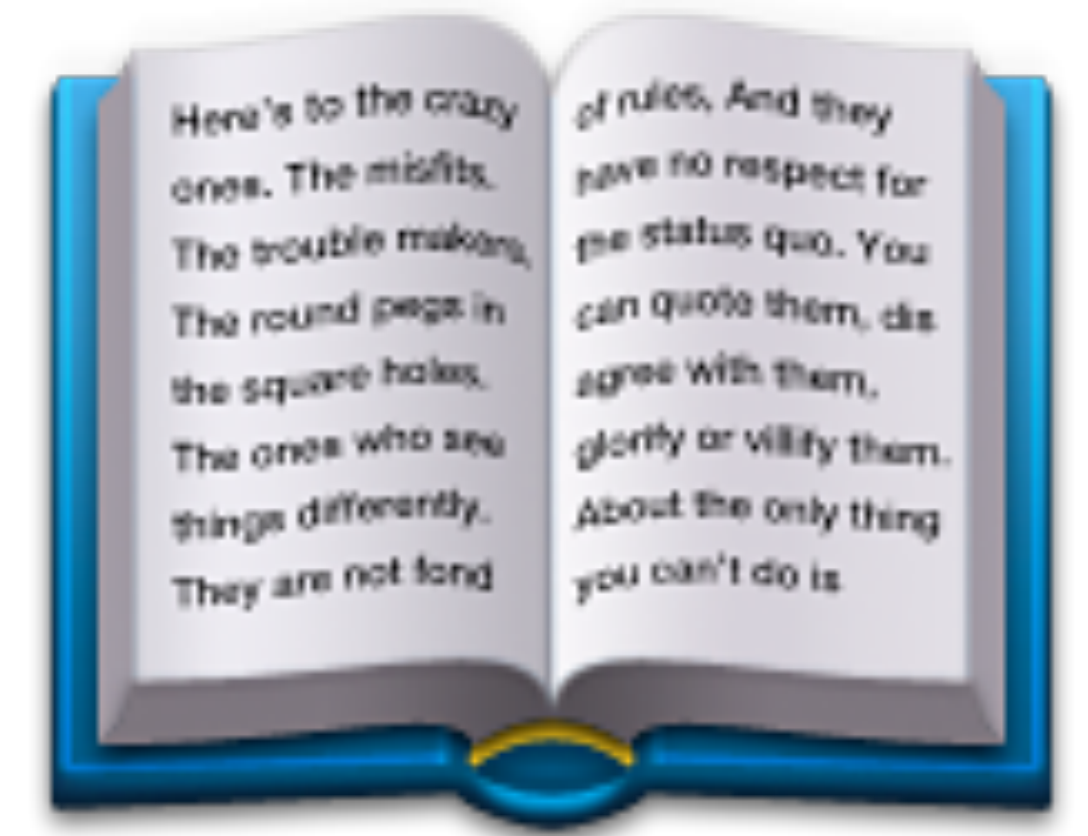 Here's to the crazy
ones. The misfits,
The trouble makers,
The round pegs in
the square holes,
The ones who see
things differently.
They are not fond
of rules, And they
have no respect for
the status quo. You
can quote them, dis
agree with them,
glorify or villify them.
About the only thing
you can't do is